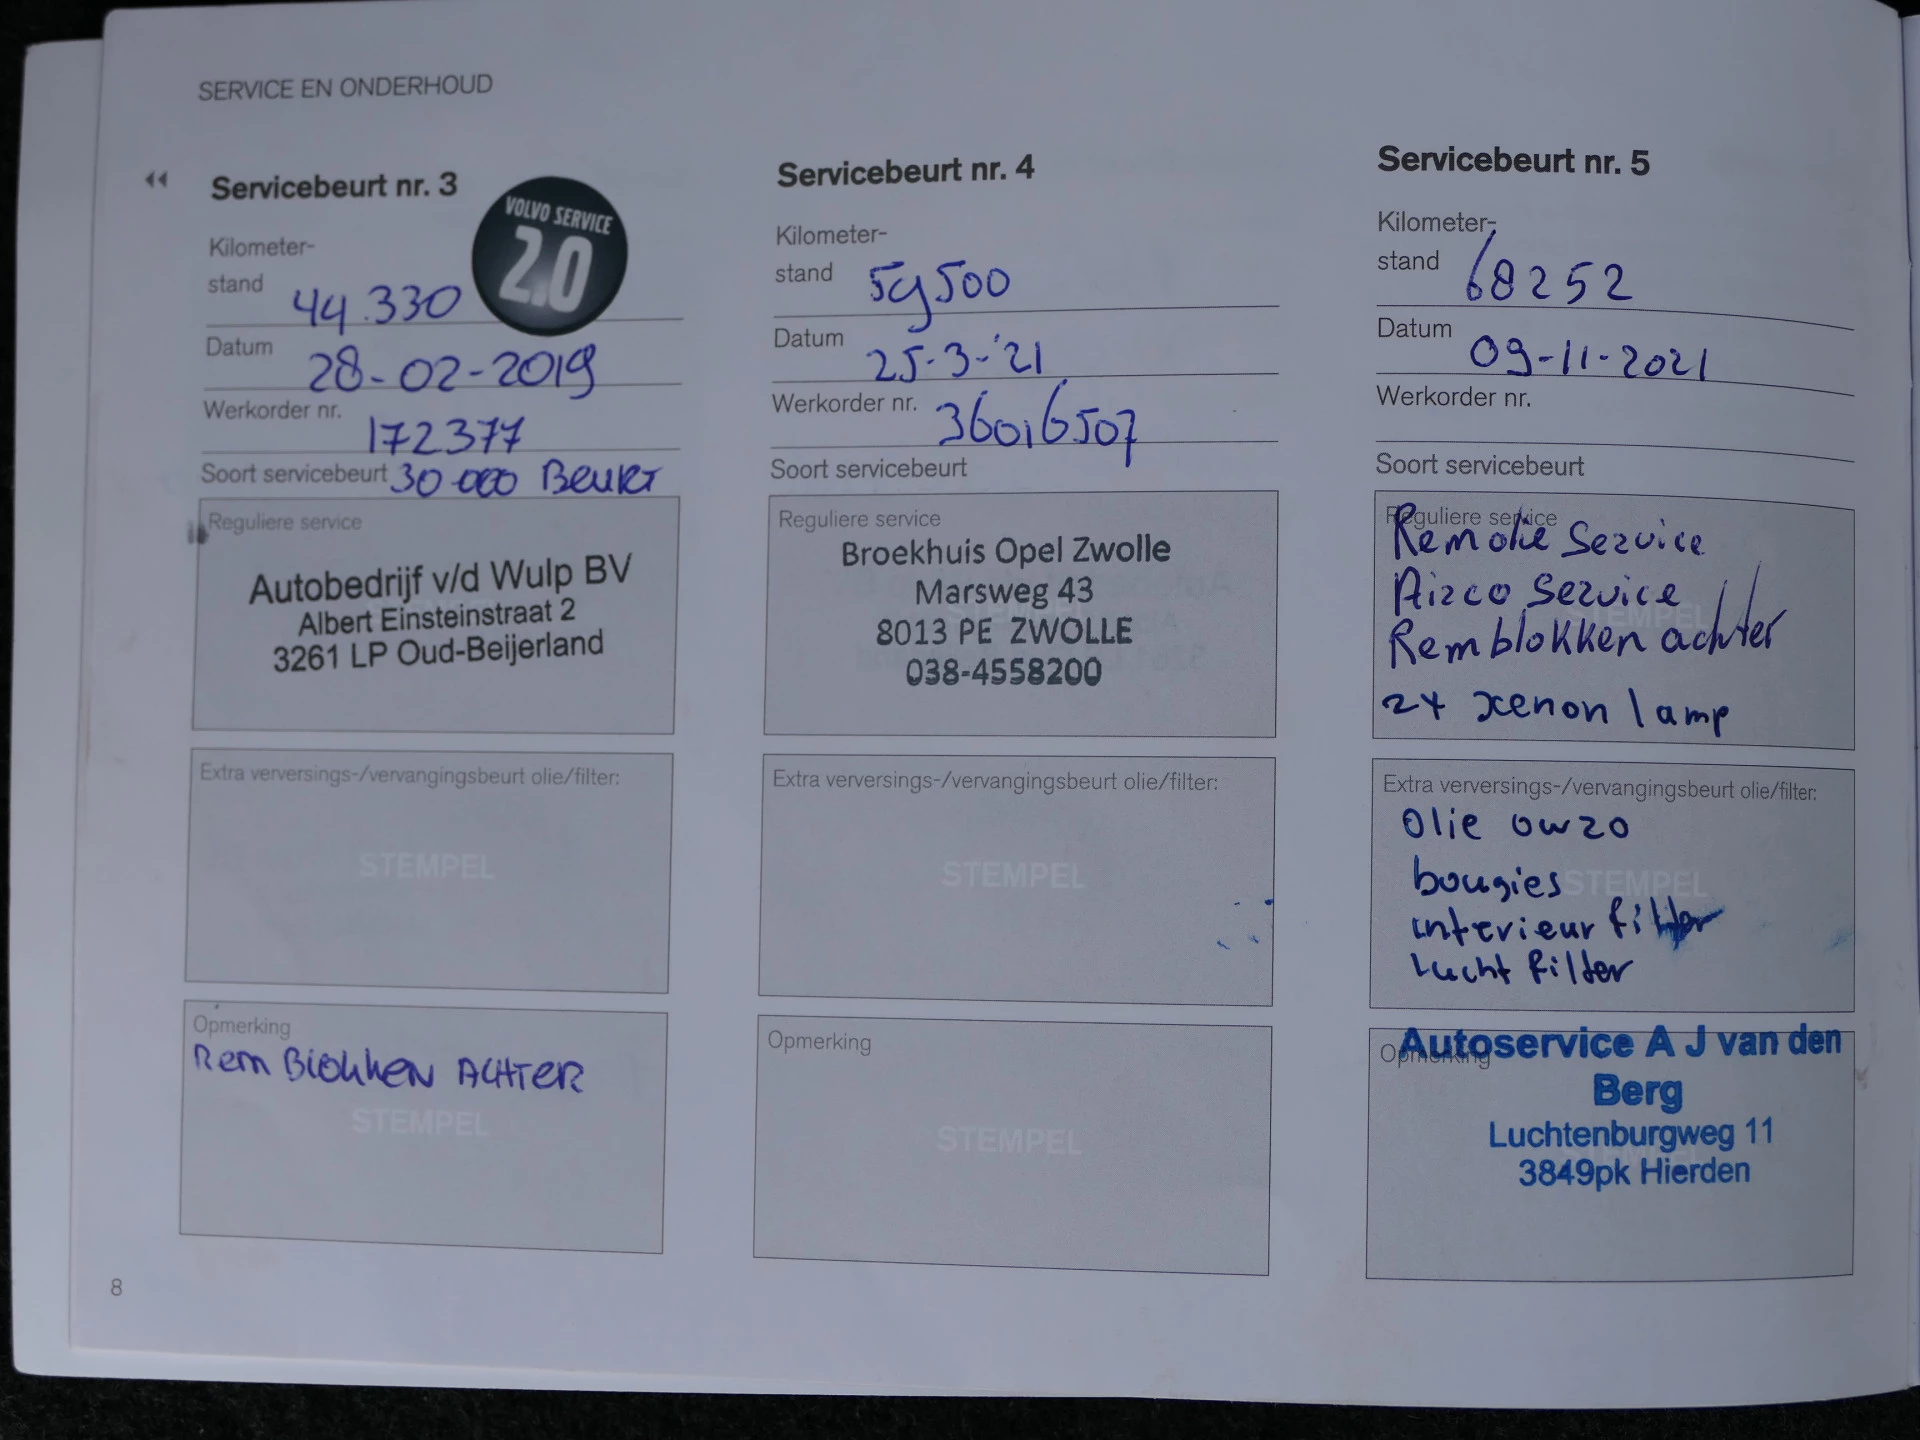 SERVICE EN ONDERHOUD
Servicebeurt nr. 3
VOLVO SERVICE
2.0
Kilometer-
stand 44.330
Datum 28-02-2019
Werkorder nr. 172377
Soort servicebeurt 30.000 Beurt
Reguliere service
Autobedrijf v/d Wulp BV
Albert Einsteinstraat 2
3261 LP Oud-Beijerland
Extra verversings-/vervangingsbeurt olie/filter:
STEMPEL
Opmerking
Rem Blokken ACHTER
STEMPEL
8
Servicebeurt nr. 4
Kilometer-
stand 59500
Datum 25-3-'21
Werkorder nr. 36016507
Soort servicebeurt
Reguliere service
Broekhuis Opel Zwolle
Marsweg 43
8013 PE ZWOLLE
038-4558200
Extra verversings-/vervangingsbeurt olie/filter:
STEMPEL
Opmerking
STEMPEL
Servicebeurt nr. 5
Kilometer-
stand 68252
Datum 09-11-2021
Werkorder nr.
Soort servicebeurt
Reguliere service
Remolie Service
Airco Service
STEMPEL
Remblokken achter
2x xenon lamp
Extra verversings-/vervangingsbeurt olie/filter:
Olie 0w20
bougies
STEMPEL
interieur filter
lucht filter
Opmerking
Autoservice A J van den
Berg
Luchtenburgweg 11
3849pk Hierden